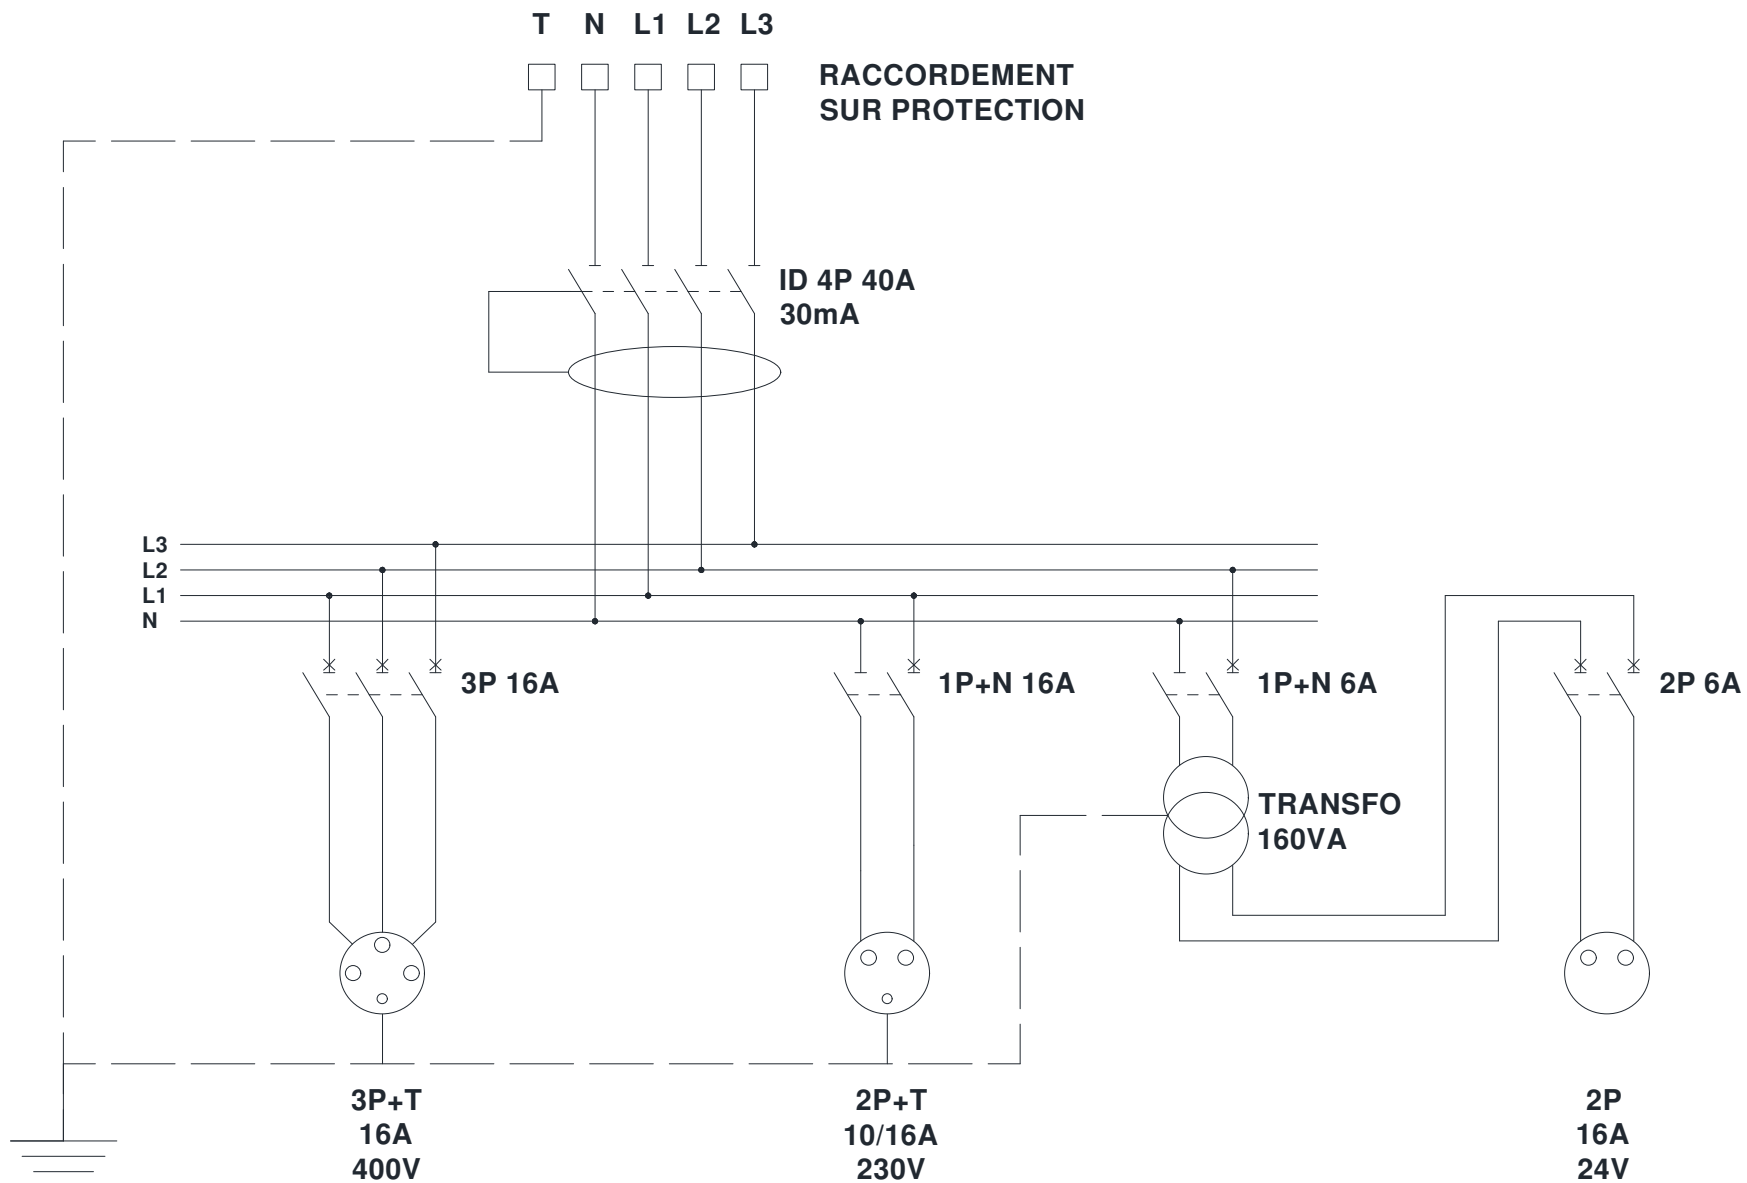 T N L1 L2 L3
RACCORDEMENT
SUR PROTECTION
ID 4P 40A
30mA
L3
L2
L1
N
3P 16A
1P+N 16A
1P+N 6A
2P 6A
TRANSFO
160VA
3P+T
16A
400V
2P+T
10/16A
230V
2P
16A
24V